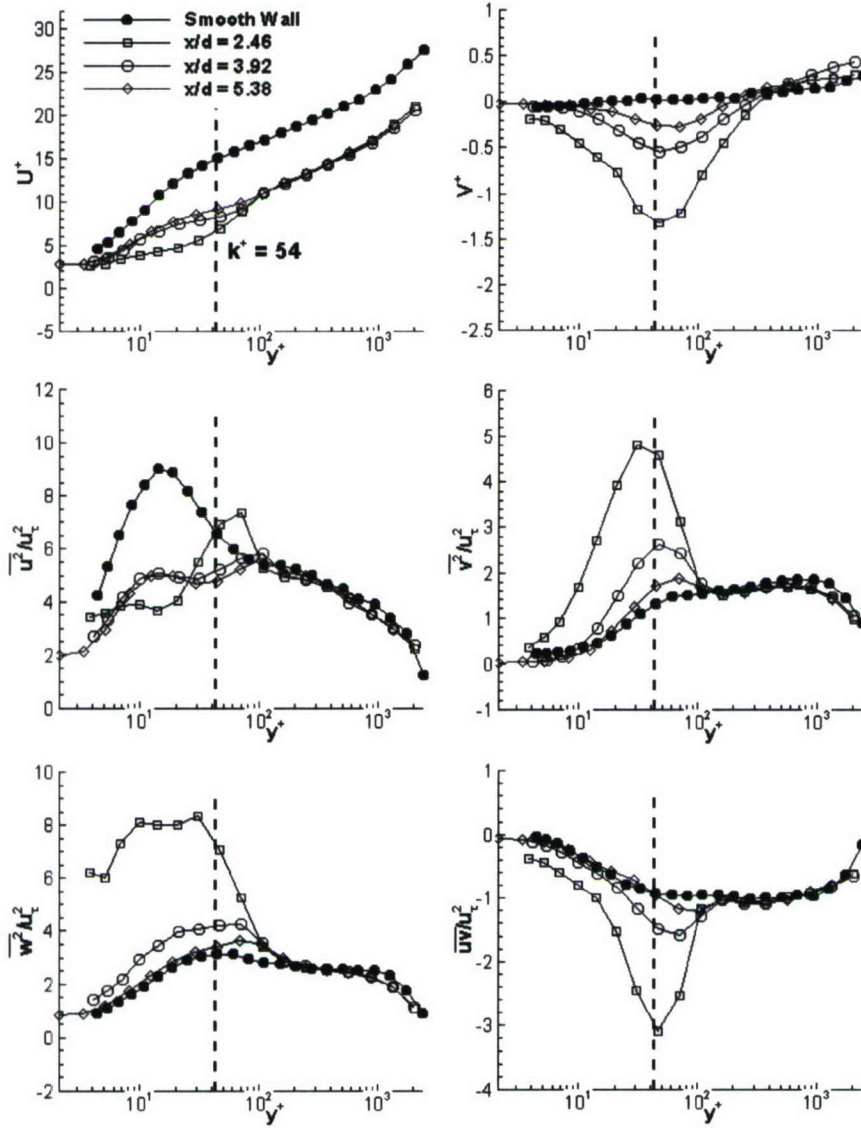 Smooth Wall
x/d = 2.46
x/d = 3.92
x/d = 5.38
U⁺
30
25
20
15
10
5
0
-5
k⁺ = 54
10¹ 10² 10³
y⁺
V⁺
1
0.5
0
-0.5
-1
-1.5
-2
-2.5
10¹ 10² 10³
y⁺
u²/uτ²
12
10
8
6
4
2
0
10¹ 10² 10³
y⁺
v²/uτ²
6
5
4
3
2
1
0
-1
10¹ 10² 10³
y⁺
w²/uτ²
10
8
6
4
2
0
-2
10¹ 10² 10³
y⁺
uv/uτ²
1
0
-1
-2
-3
-4
10¹ 10² 10³
y⁺